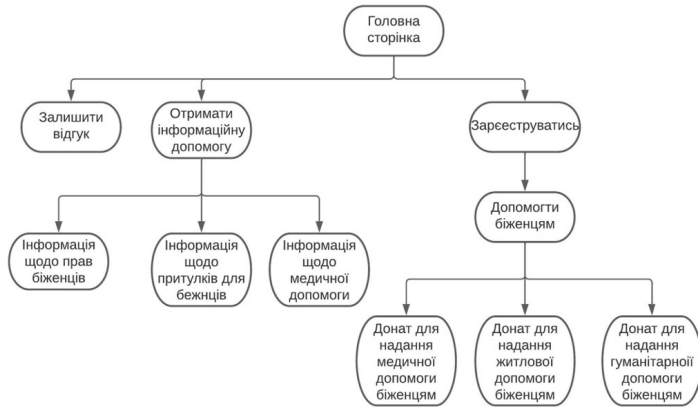 Головна
сторінка
Залишити
відгук
Отримати
інформаційну
допомогу
Зарєеструватись
Допомогти
біженцям
Інформація
щодо прав
біженців
Інформація
щодо
притулків для
бежнців
Інформація
щодо
медичної
допомоги
Донат для
надання
медичної
допомоги
біженцям
Донат для
надання
житлової
допомоги
біженцям
Донат для
надання
гуманітарної
допомоги
біженцям